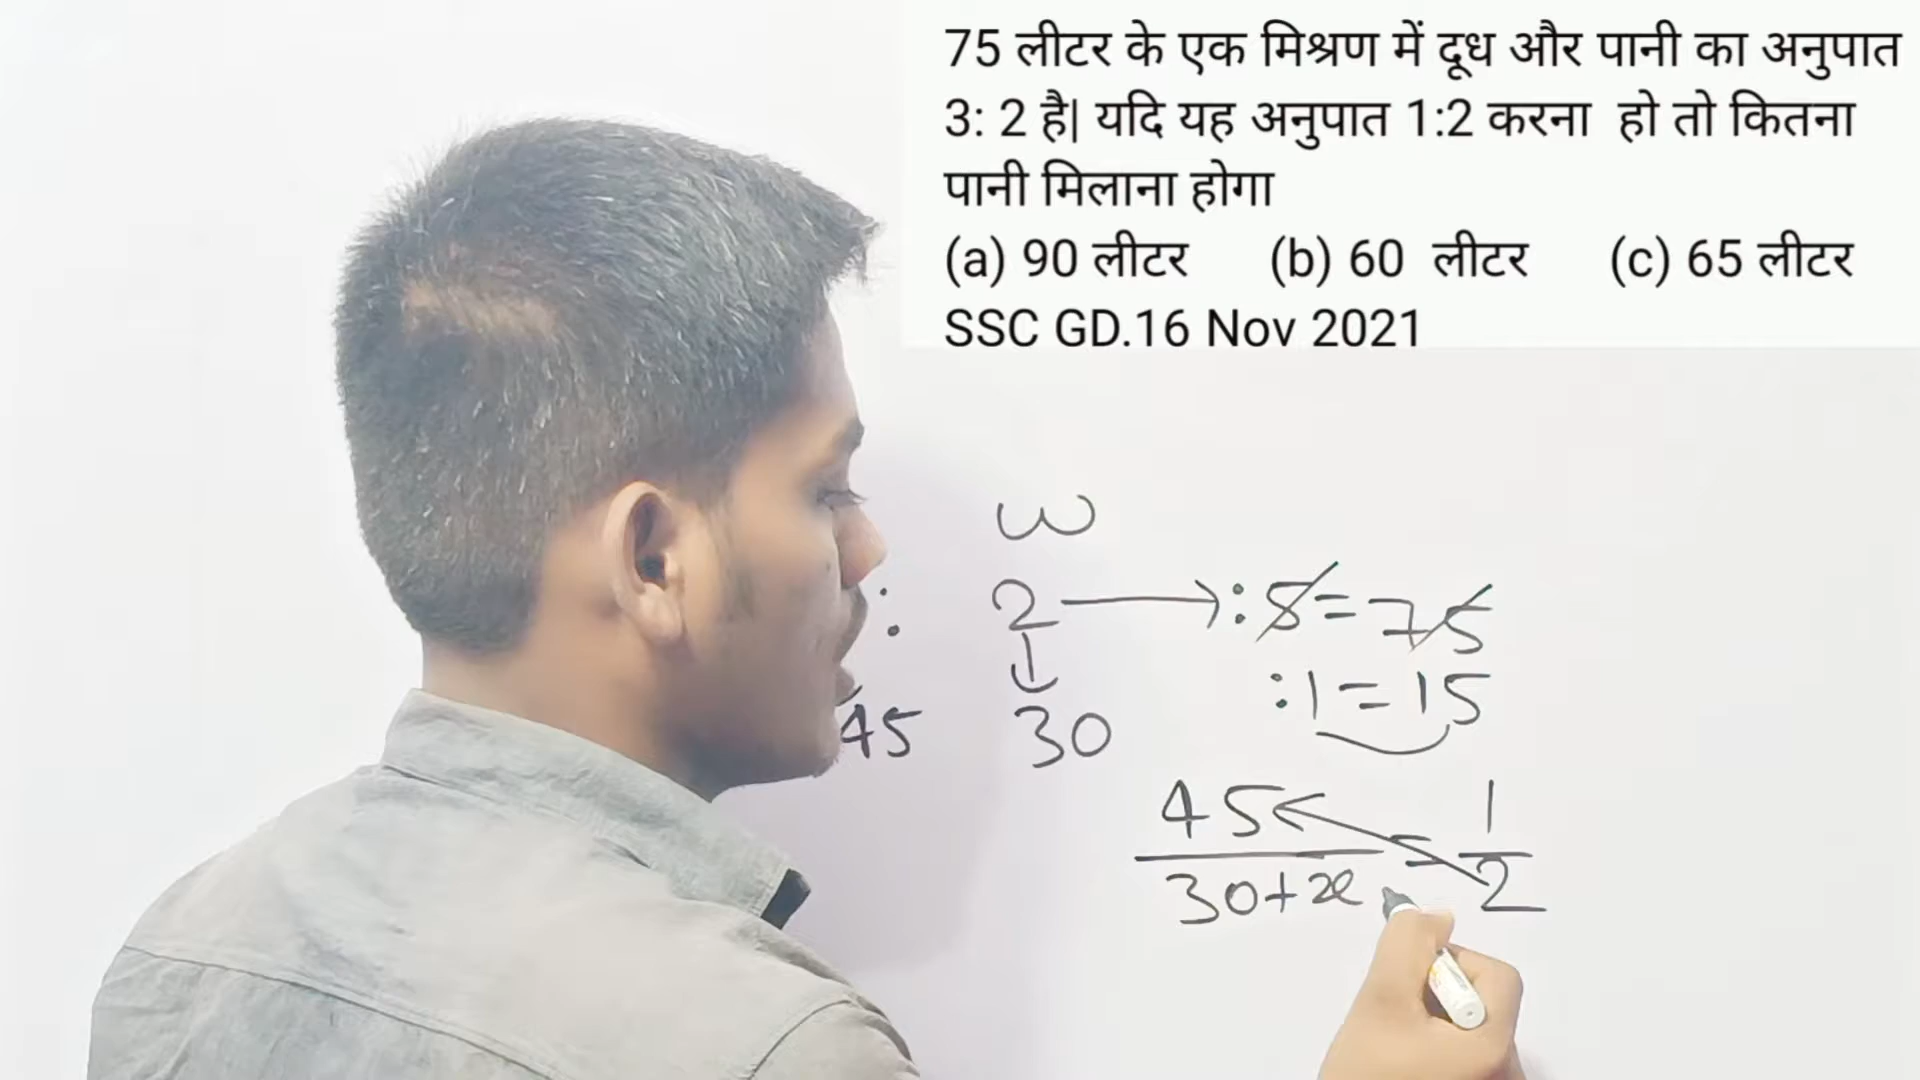 75 लीटर के एक मिश्रण में दूध और पानी का अनुपात
3: 2 है| यदि यह अनुपात 1:2 करना हो तो कितना
पानी मिलाना होगा
(a) 90 लीटर (b) 60 लीटर (c) 65 लीटर
SSC GD.16 Nov 2021
W
: 2 → : 5 = 75
: 1 = 15
45 30
45 = 1
30+x 2